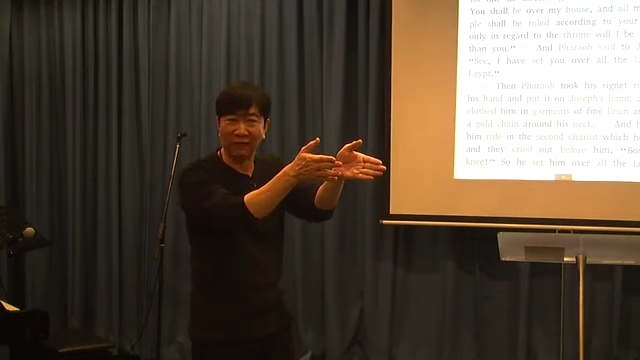 You shall be over my house, and all m
ple shall be ruled according to your
only in regard to the throne will I be
than you." And Pharaoh said to J
"See, I have set you over all the la
Egypt."
Then Pharaoh took his signet r
his hand and put it on Joseph's hand; a
clothed him in garments of fine linen a
a gold chain around his neck. And h
him ride in the second chariot which h
and they cried out before him, "Bo
knee!" So he set him over all the la